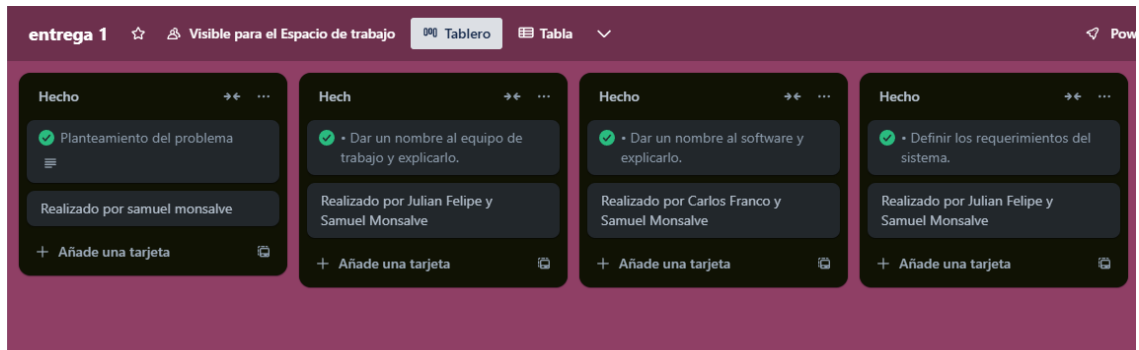 entrega 1 Visible para el Espacio de trabajo Tablero Tabla Pow
Hecho
Planteamiento del problema
Realizado por samuel monsalve
+ Añade una tarjeta
Hech
• Dar un nombre al equipo de
trabajo y explicarlo.
Realizado por Julian Felipe y
Samuel Monsalve
+ Añade una tarjeta
Hecho
• Dar un nombre al software y
explicarlo.
Realizado por Carlos Franco y
Samuel Monsalve
+ Añade una tarjeta
Hecho
• Definir los requerimientos del
sistema.
Realizado por Julian Felipe y
Samuel Monsalve
+ Añade una tarjeta